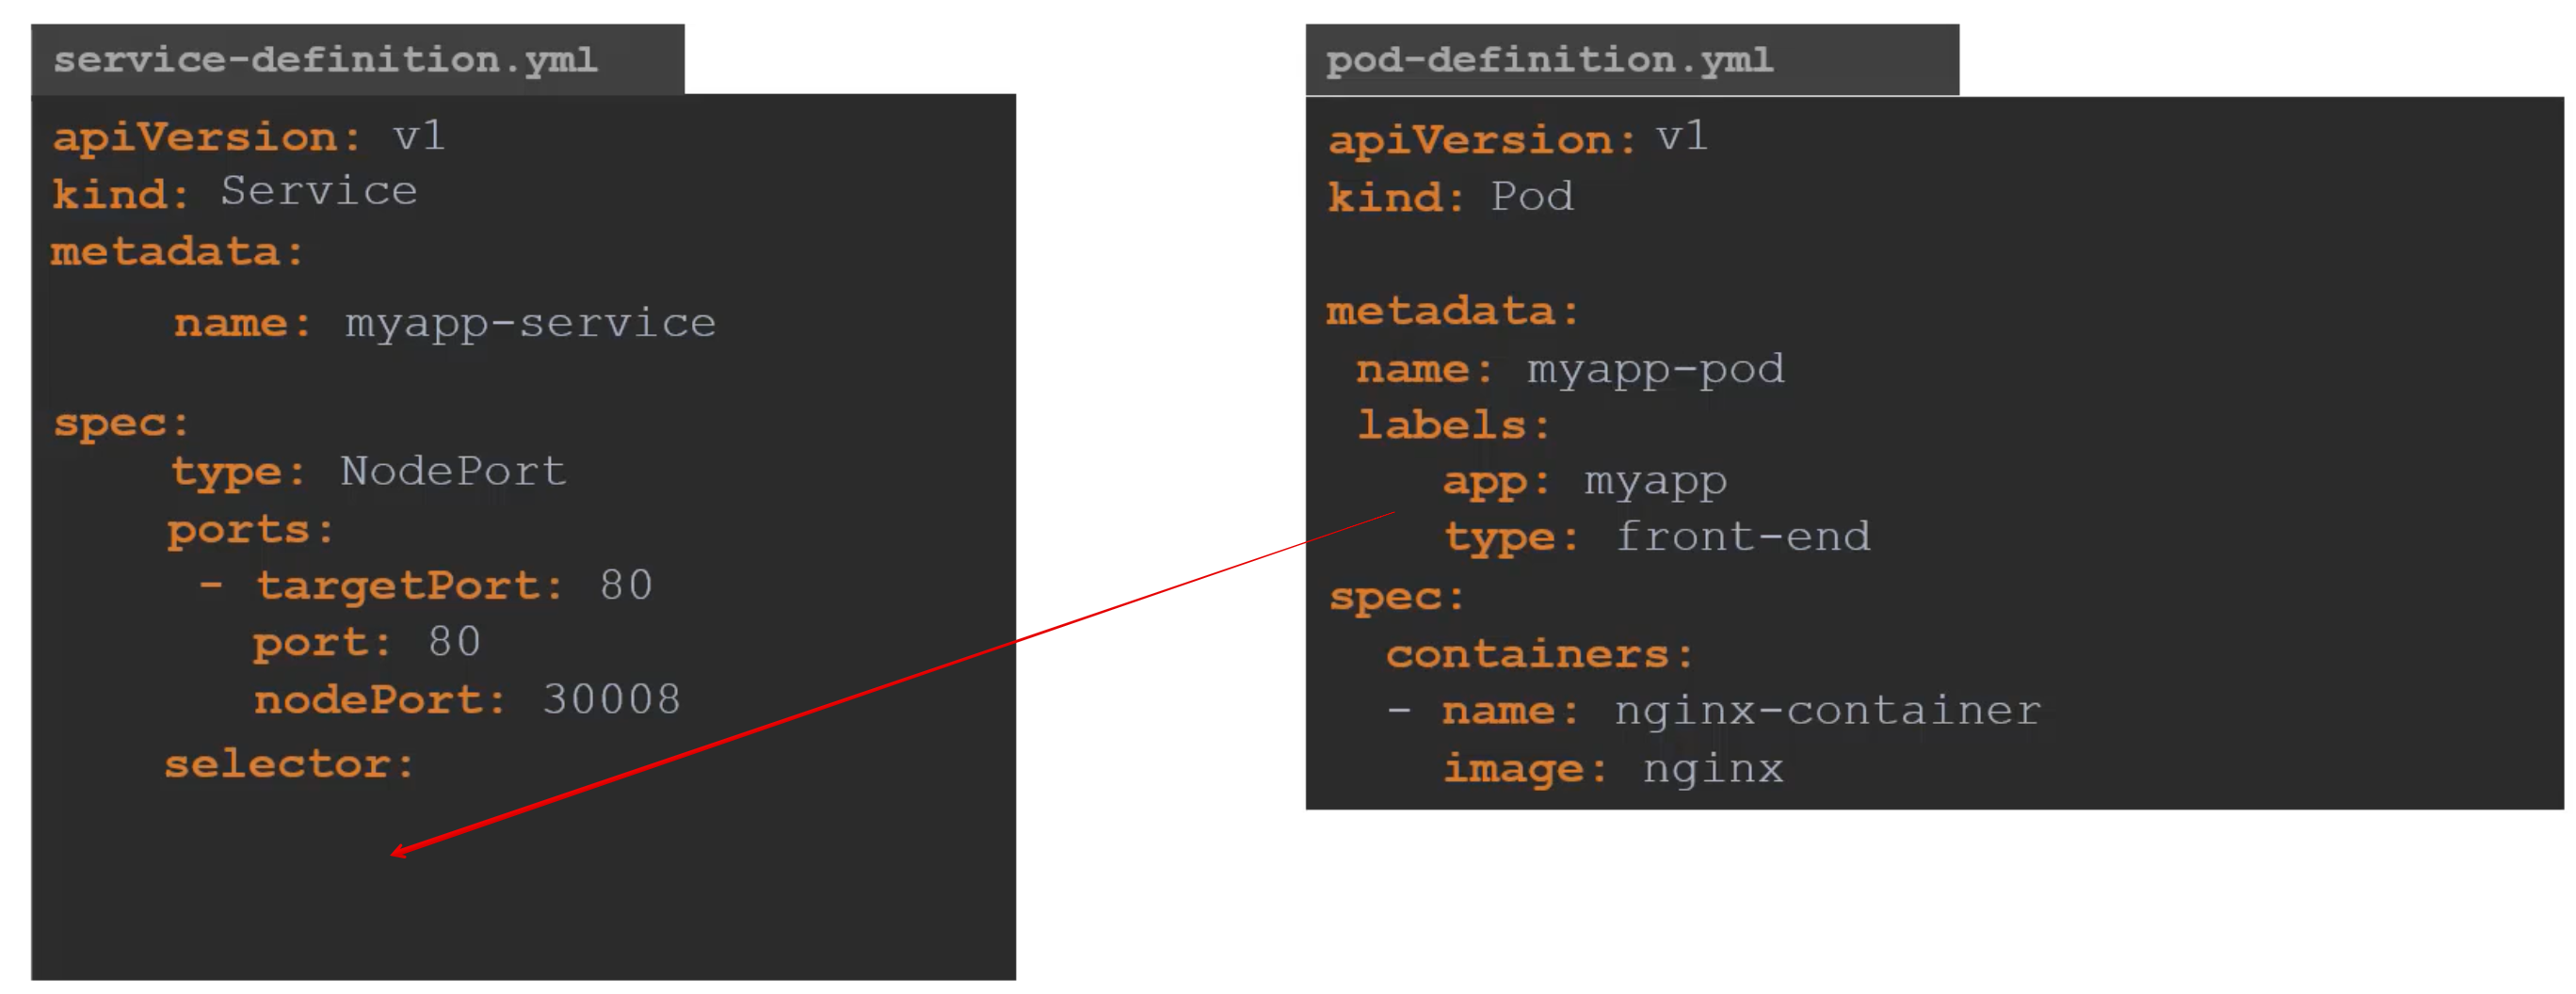 service-definition.yml
apiVersion: v1
kind: Service
metadata:
name: myapp-service
spec:
type: NodePort
ports:
- targetPort: 80
port: 80
nodePort: 30008
selector:
pod-definition.yml
apiVersion: v1
kind: Pod
metadata:
name: myapp-pod
labels:
app: myapp
type: front-end
spec:
containers:
- name: nginx-container
image: nginx